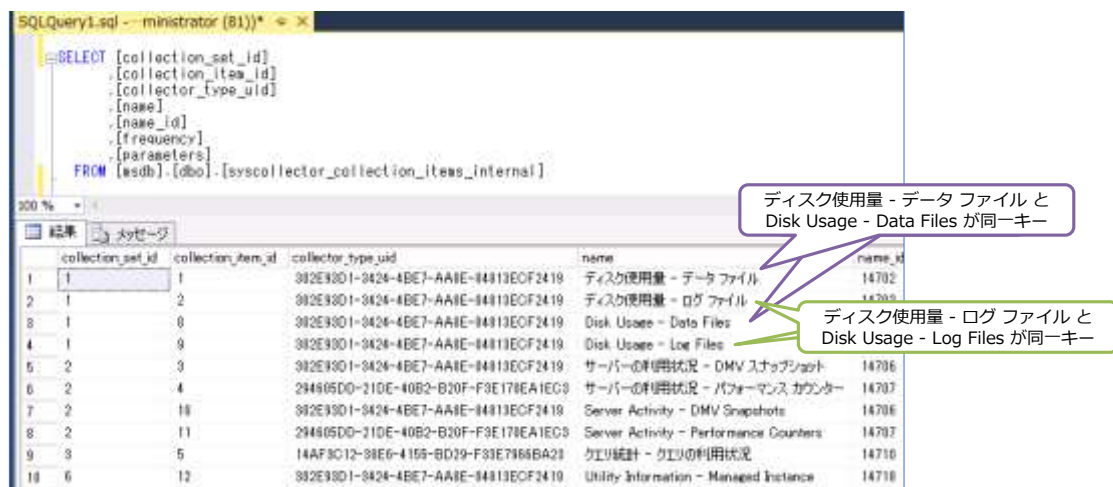 SQLQuery1.sql - ministrator (81))*
SELECT [collection_set_id]
,[collection_item_id]
,[collector_type_uid]
,[name]
,[name_id]
,[frequency]
,[parameters]
FROM [msdb].[dbo].[syscollector_collection_items_internal]
100 %
ディスク使用量 - データ ファイル と
Disk Usage - Data Files が同一キー
結果 メッセージ
collection_set_id collection_item_id collector_type_uid name name_id
1 1 1 302E93D1-3424-4BE7-AA8E-84813ECF2419 ディスク使用量 - データ ファイル 14702
2 1 2 302E93D1-3424-4BE7-AA8E-84813ECF2419 ディスク使用量 - ログ ファイル
ディスク使用量 - ログ ファイル と
Disk Usage - Log Files が同一キー
3 1 8 302E93D1-3424-4BE7-AA8E-84813ECF2419 Disk Usage - Data Files
4 1 9 302E93D1-3424-4BE7-AA8E-84813ECF2419 Disk Usage - Log Files
5 2 3 302E93D1-3424-4BE7-AA8E-84813ECF2419 サーバーの利用状況 - DMV スナップショット 14706
6 2 4 294605DD-21DE-40B2-B20F-F3E170EA1EC3 サーバーの利用状況 - パフォーマンス カウンター 14707
7 2 10 302E93D1-3424-4BE7-AA8E-84813ECF2419 Server Activity - DMV Snapshots 14706
8 2 11 294605DD-21DE-40B2-B20F-F3E170EA1EC3 Server Activity - Performance Counters 14707
9 3 5 14AF3C12-38E6-4155-BD29-F33E7966BA23 クエリ統計 - クエリの利用状況 14710
10 6 12 302E93D1-3424-4BE7-AA8E-84813ECF2419 Utility Information - Managed Instance 14718